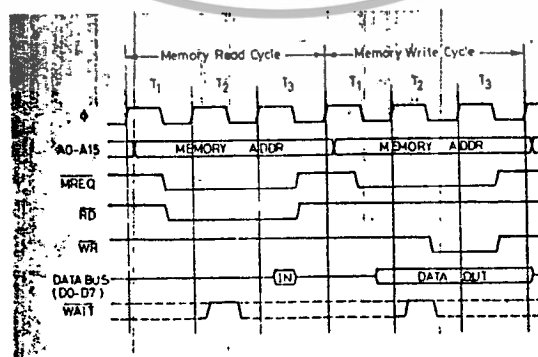 Memory Read Cycle
Memory Write Cycle
T1 T2 T3 T1 T2 T3
Φ
A0-A15 MEMORY ADDR MEMORY ADDR
MREQ
RD
WR
DATA BUS IN DATA OUT
(D0-D7)
WAIT